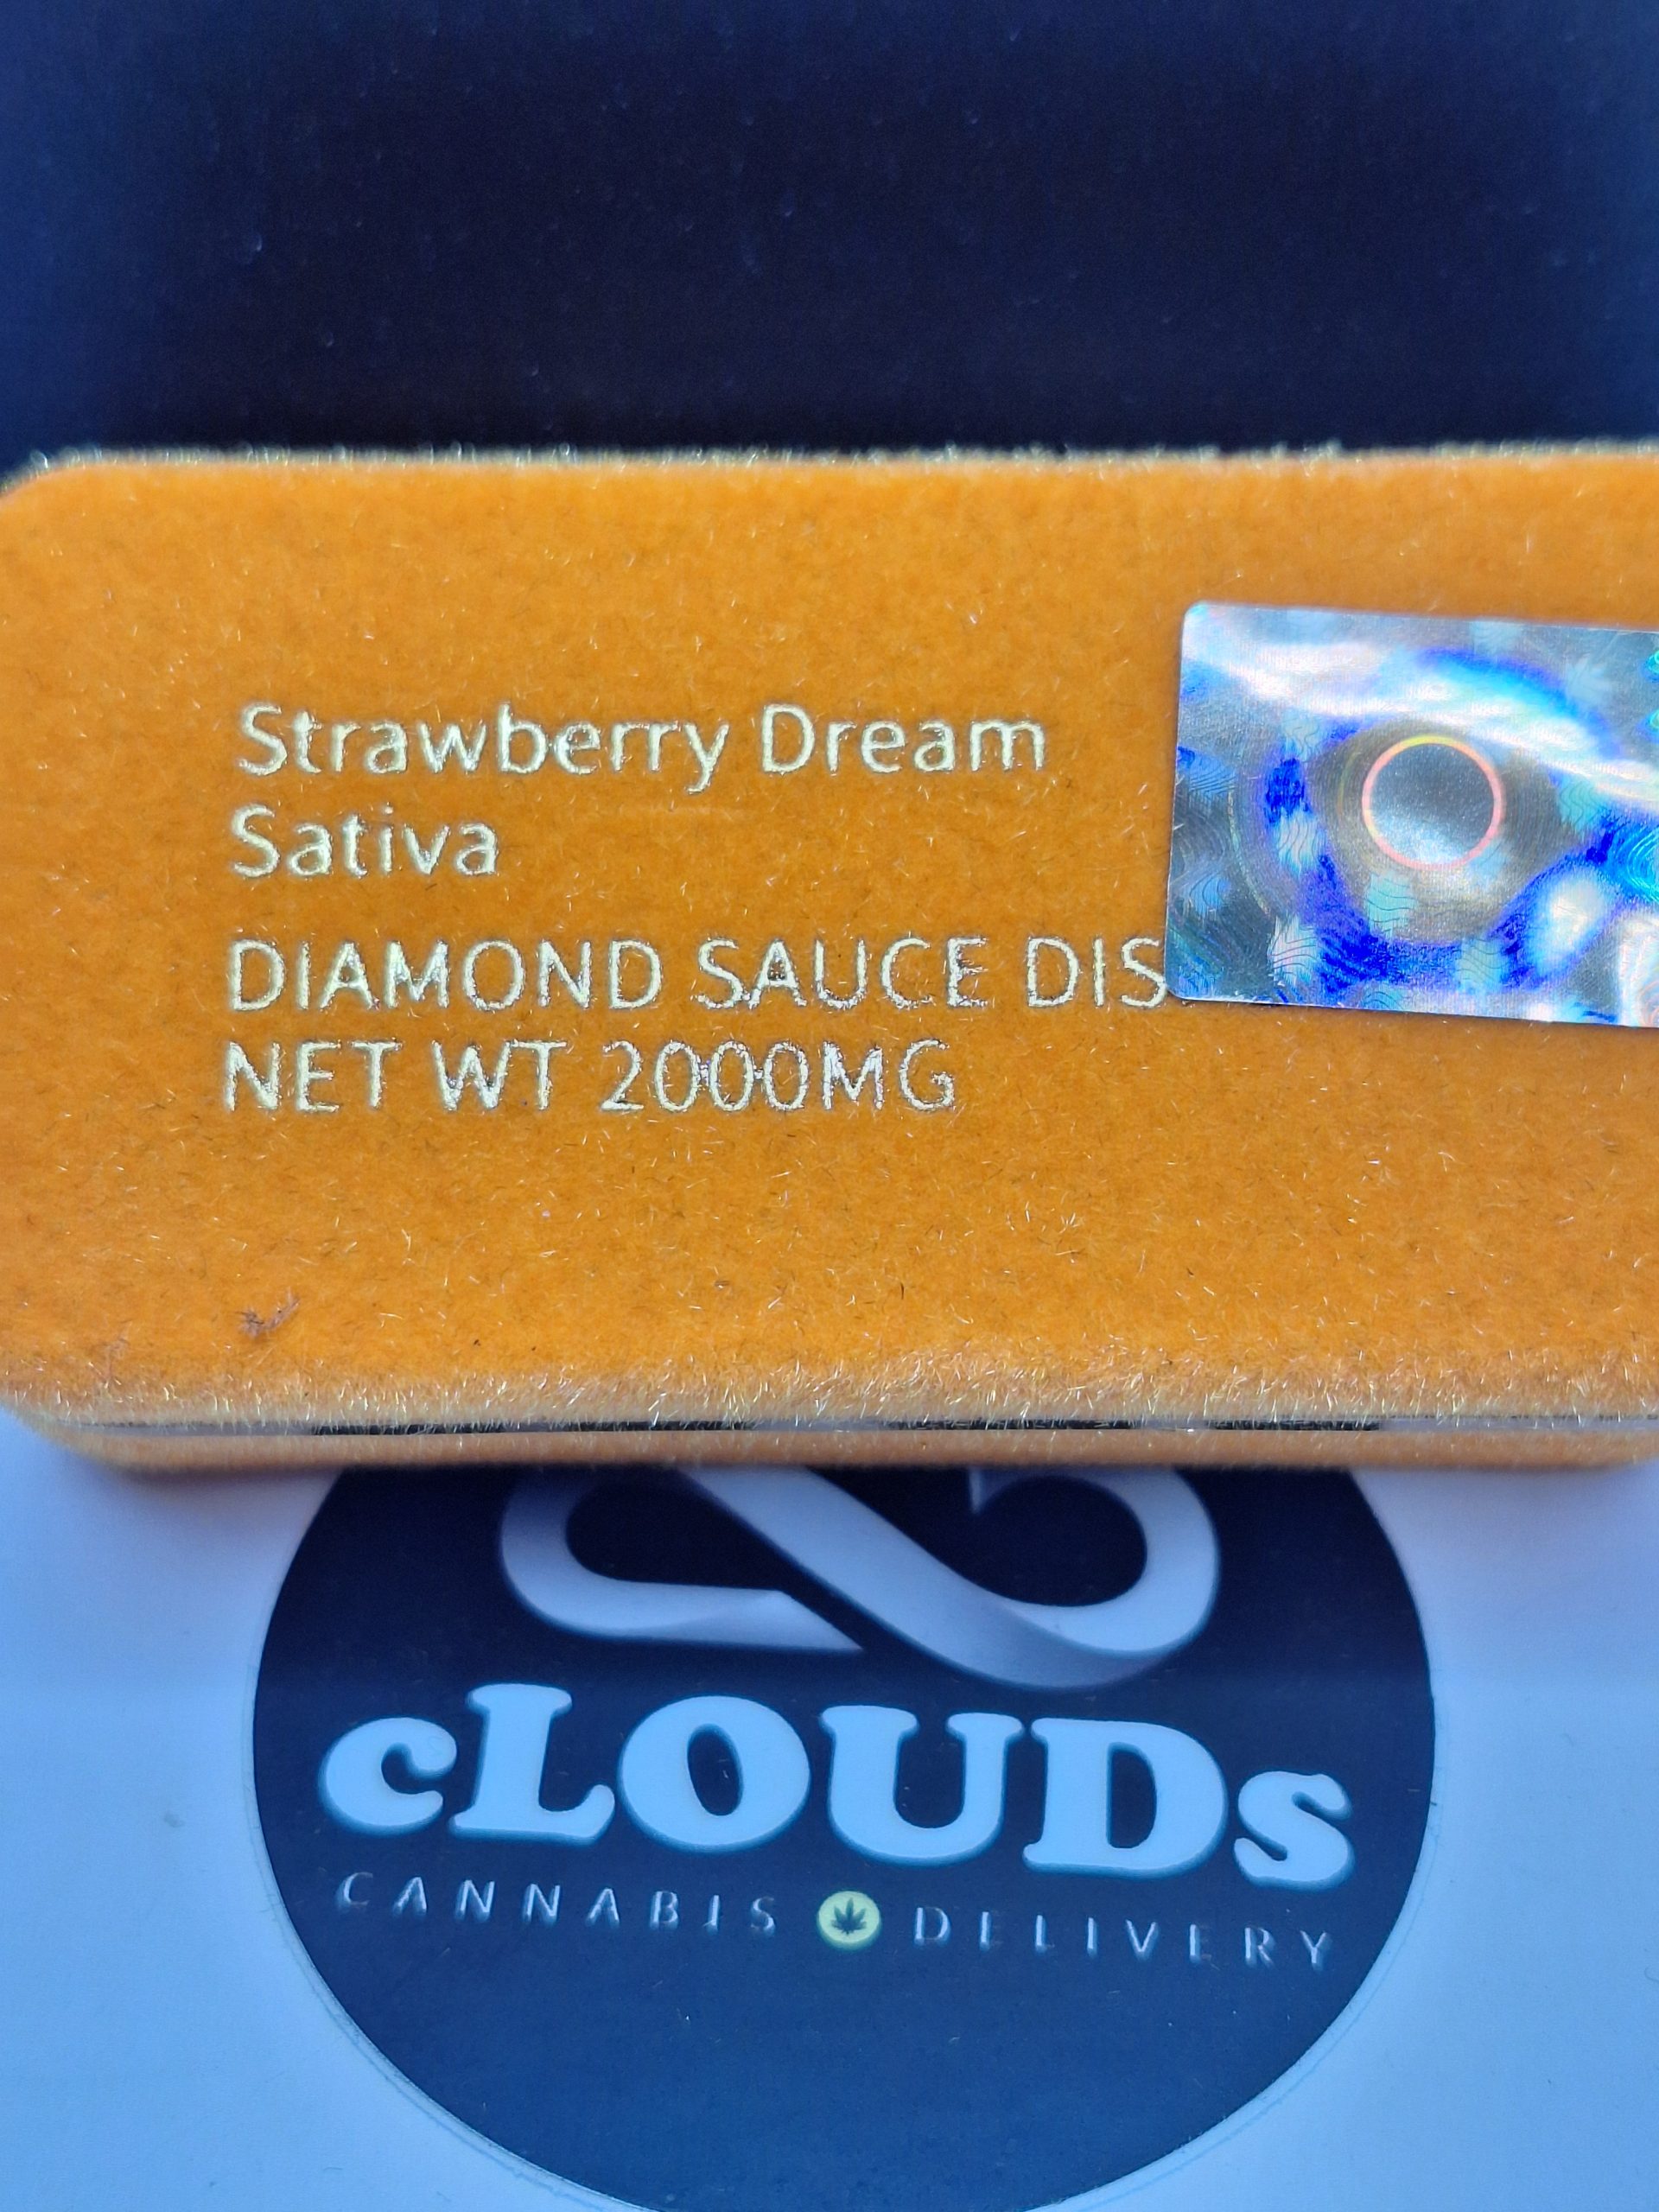 Strawberry Dream
Sativa
DIAMOND SAUCE DIS
NET WT 2000MG
cLOUDs
CANNABIS DELIVERY